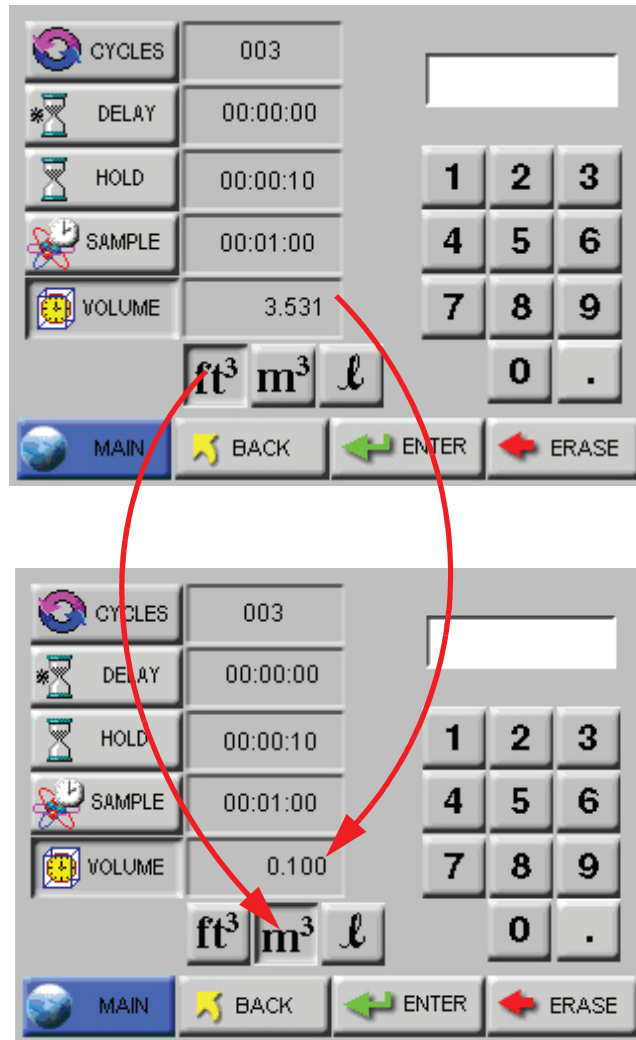 CYCLES 003
DELAY 00:00:00
HOLD 00:00:10 1 2 3
SAMPLE 00:01:00 4 5 6
VOLUME 3.531 7 8 9
ft³ m³ ℓ 0 .
MAIN BACK ENTER ERASE
CYCLES 003
DELAY 00:00:00
HOLD 00:00:10 1 2 3
SAMPLE 00:01:00 4 5 6
VOLUME 0.100 7 8 9
ft³ m³ ℓ 0 .
MAIN BACK ENTER ERASE